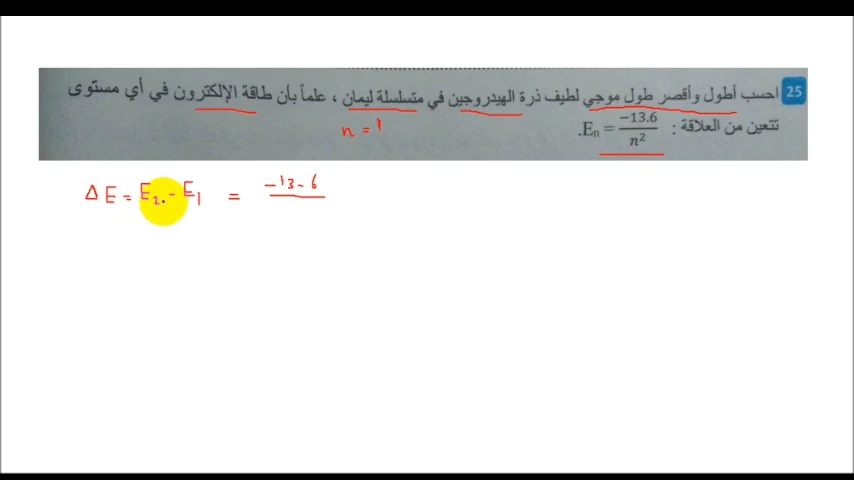 25 احسب أطول وأقصر طول موجي لطيف ذرة الهيدروجين في متسلسلة ليمان ، علماً بأن طاقة الإلكترون في أي مستوى
تتعين من العلاقة : Eₙ = −13.6/n² .
n = 1
Δ E = E₂ - E₁ = -13-6